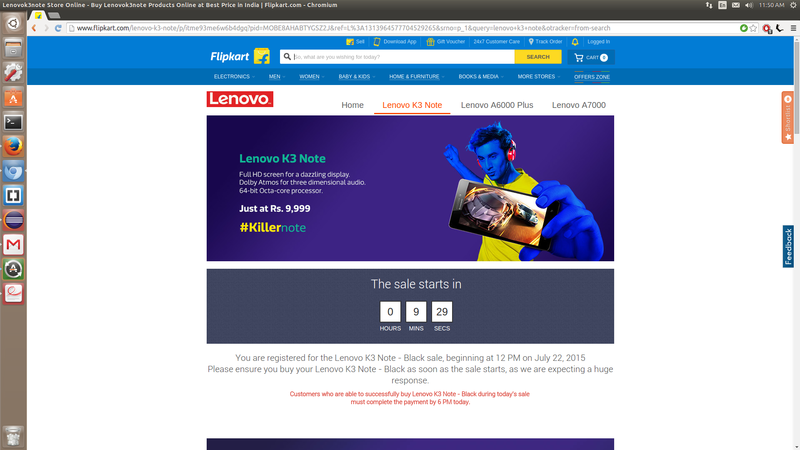 Lenovok3note Store Online - Buy Lenovok3note Products Online at Best Price in India | Flipkart.com - Chromium
11:50 AM
www.flipkart.com/lenovo-k3-note/p/itme93me6w6b4dgq?pid=MOBE8AHABTYGSZ2J&ref=L%3A1313964577704529265&srno=p_1&query=lenovo+k3+note&otracker=from-search
Sell
Download App
Gift Voucher
24x7 Customer Care
Track Order
Logged in
Flipkart
So, what are you wishing for today?
SEARCH
CART 0
ELECTRONICS
MEN
WOMEN
BABY & KIDS
HOME & FURNITURE
BOOKS & MEDIA
MORE STORES
OFFERS ZONE
Lenovo
Home
Lenovo K3 Note
Lenovo A6000 Plus
Lenovo A7000
Lenovo K3 Note
Full HD screen for a dazzling display.
Dolby Atmos for three dimensional audio.
64-bit Octa-core processor.
Just at Rs. 9,999
#Killernote
Feedback
The sale starts in
0 9 29
HOURS MINS SECS
You are registered for the Lenovo K3 Note - Black sale, beginning at 12 PM on July 22, 2015
Please ensure you buy your Lenovo K3 Note - Black as soon as the sale starts, as we are expecting a huge
response.
Customers who are able to successfully buy Lenovo K3 Note - Black during today's sale
must complete the payment by 6 PM today.